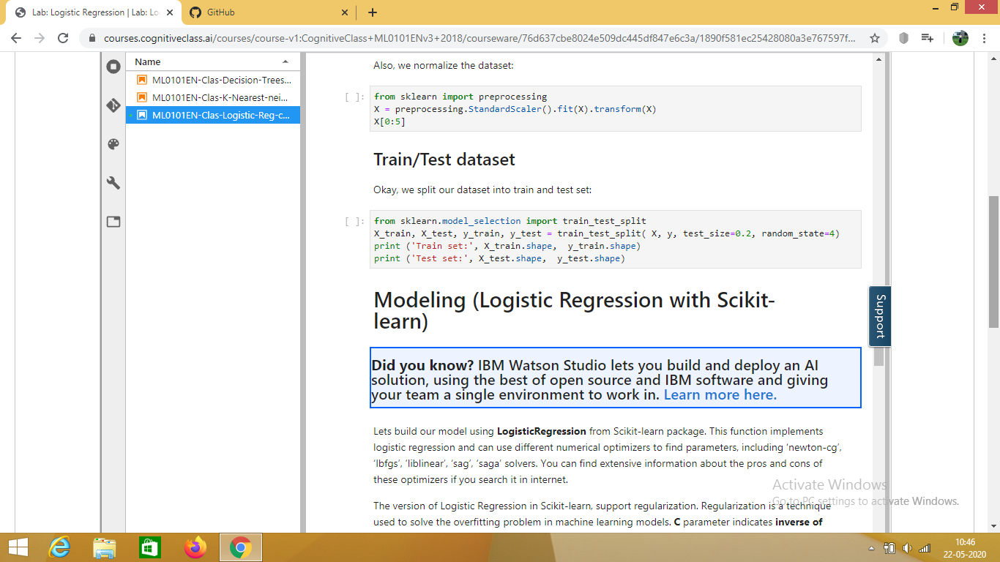 Lab: Logistic Regression | Lab: Lo
GitHub
courses.cognitiveclass.ai/courses/course-v1:CognitiveClass+ML0101ENv3+2018/courseware/76d637cbe8024e509dc445df847e6c3a/1890f581ec25428080a3e767597f...
Name
ML0101EN-Clas-Decision-Trees...
ML0101EN-Clas-K-Nearest-nei...
ML0101EN-Clas-Logistic-Reg-c...
Also, we normalize the dataset:
[ ]: from sklearn import preprocessing
X = preprocessing.StandardScaler().fit(X).transform(X)
X[0:5]
Train/Test dataset
Okay, we split our dataset into train and test set:
[ ]: from sklearn.model_selection import train_test_split
X_train, X_test, y_train, y_test = train_test_split( X, y, test_size=0.2, random_state=4)
print ('Train set:', X_train.shape,  y_train.shape)
print ('Test set:', X_test.shape,  y_test.shape)
Modeling (Logistic Regression with Scikit-
learn)
Did you know? IBM Watson Studio lets you build and deploy an AI
solution, using the best of open source and IBM software and giving
your team a single environment to work in. Learn more here.
Lets build our model using LogisticRegression from Scikit-learn package. This function implements
logistic regression and can use different numerical optimizers to find parameters, including ‘newton-cg’,
‘lbfgs’, ‘liblinear’, ‘sag’, ‘saga’ solvers. You can find extensive information about the pros and cons of
these optimizers if you search it in internet.
The version of Logistic Regression in Scikit-learn, support regularization. Regularization is a technique
used to solve the overfitting problem in machine learning models. C parameter indicates inverse of
Support
Activate Windows
Go to PC settings to activate Windows.
10:46
22-05-2020